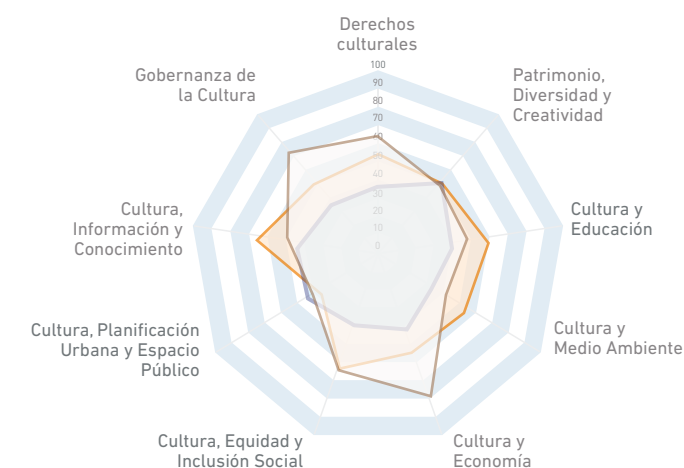 Derechos
culturales
Patrimonio,
Diversidad y
Creatividad
Cultura y
Educación
Cultura y
Medio Ambiente
Cultura y
Economía
Cultura, Equidad y
Inclusión Social
Cultura, Planificación
Urbana y Espacio
Público
Cultura,
Información y
Conocimiento
Gobernanza de
la Cultura
100
90
80
70
60
50
40
30
20
10
0